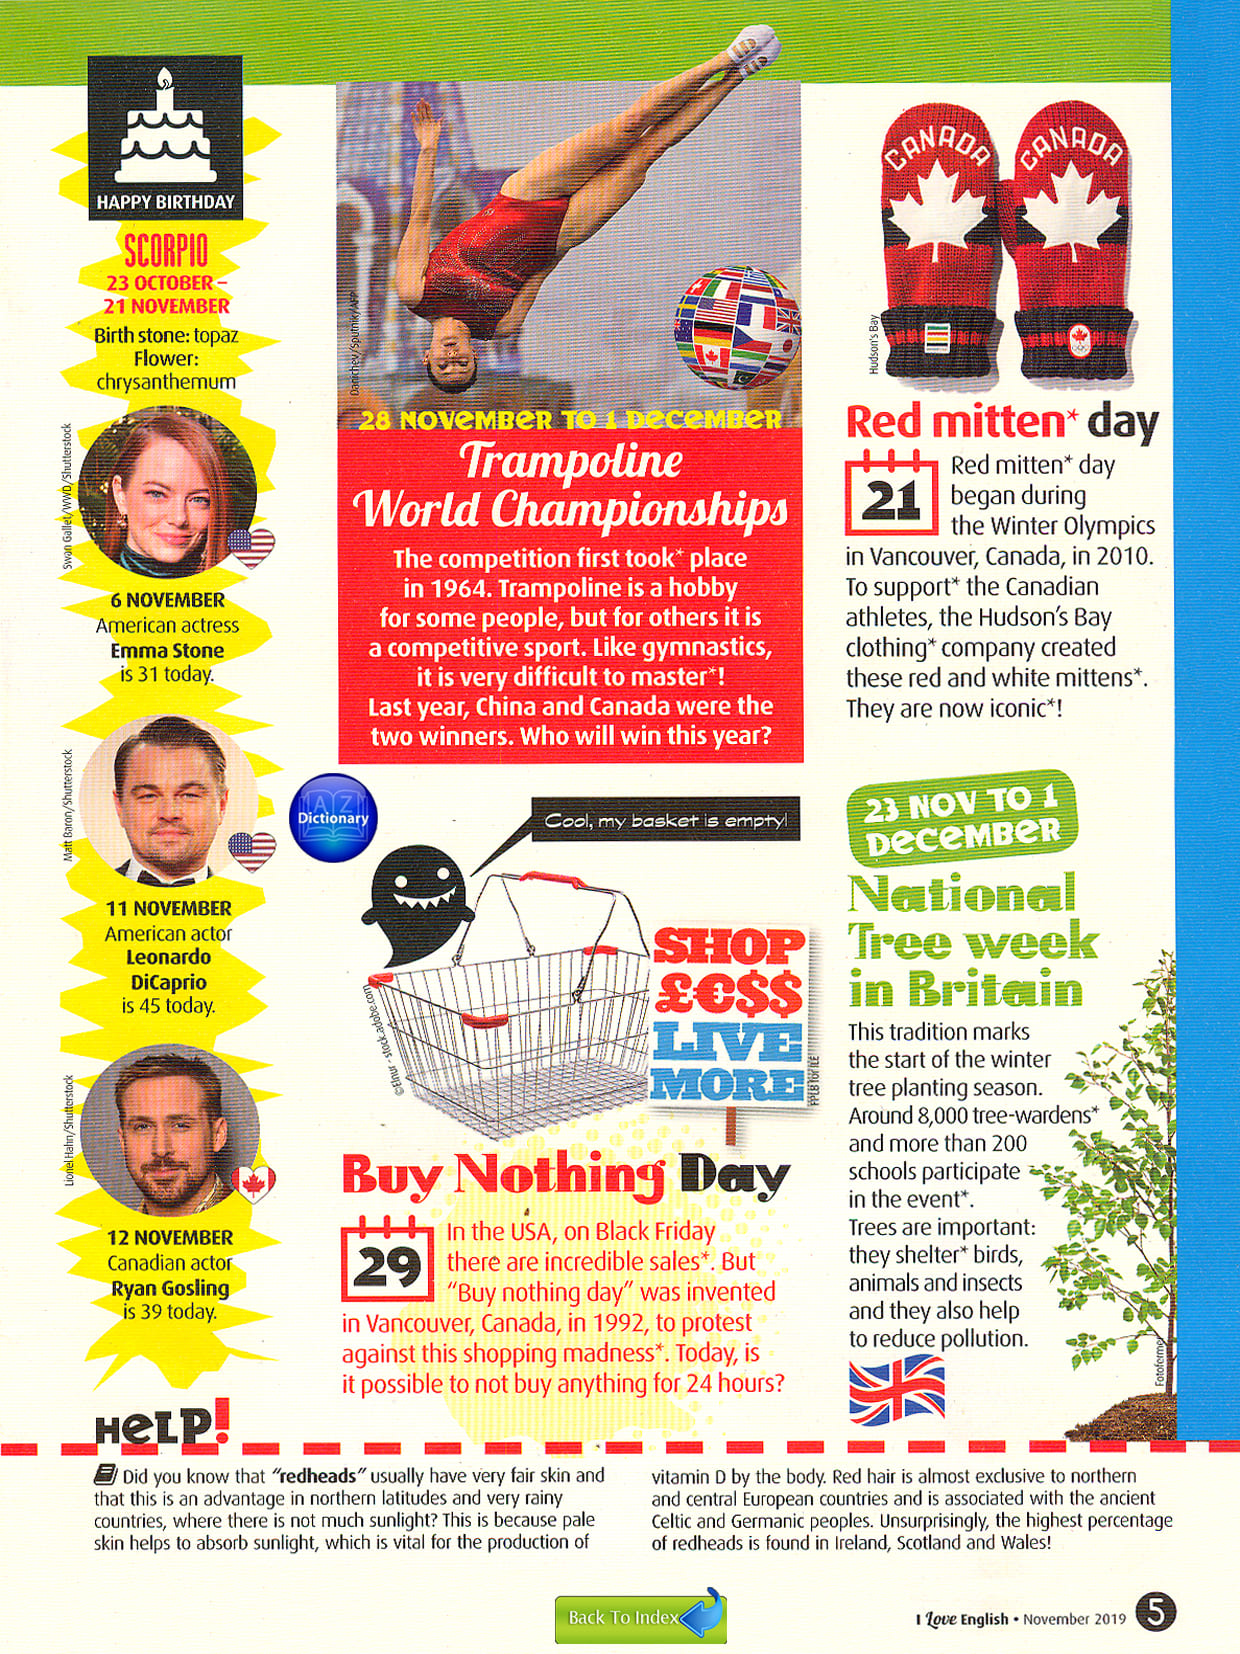 HAPPY BIRTHDAY
SCORPIO
23 OCTOBER –
21 NOVEMBER
Birth stone: topaz
Flower:
chrysanthemum
Swan Gallet/WWD/Shutterstock
6 NOVEMBER
American actress
Emma Stone
is 31 today.
Matt Baron/Shutterstock
11 NOVEMBER
American actor
Leonardo
DiCaprio
is 45 today.
Lionel Hahn/Shutterstock
12 NOVEMBER
Canadian actor
Ryan Gosling
is 39 today.
28 NOVEMBER TO 1 DECEMBER
Trampoline
World Championships
The competition first took* place
in 1964. Trampoline is a hobby
for some people, but for others it is
a competitive sport. Like gymnastics,
it is very difficult to master*!
Last year, China and Canada were the
two winners. Who will win this year?
A Z
Dictionary
Cool, my basket is empty!
SHOP
£€$$
LIVE
MORE
©Elnur - stock.adobe.com
FPLB for ILE
Buy Nothing Day
29
In the USA, on Black Friday
there are incredible sales*. But
“Buy nothing day” was invented
in Vancouver, Canada, in 1992, to protest
against this shopping madness*. Today, is
it possible to not buy anything for 24 hours?
CANADA
CANADA
Hudson's Bay
Red mitten* day
21
Red mitten* day
began during
the Winter Olympics
in Vancouver, Canada, in 2010.
To support* the Canadian
athletes, the Hudson's Bay
clothing* company created
these red and white mittens*.
They are now iconic*!
23 NOV TO 1
DECEMBER
National
Tree week
in Britain
This tradition marks
the start of the winter
tree planting season.
Around 8,000 tree-wardens*
and more than 200
schools participate
in the event*.
Trees are important:
they shelter* birds,
animals and insects
and they also help
to reduce pollution.
HELP!
Did you know that “redheads” usually have very fair skin and
that this is an advantage in northern latitudes and very rainy
countries, where there is not much sunlight? This is because pale
skin helps to absorb sunlight, which is vital for the production of
vitamin D by the body. Red hair is almost exclusive to northern
and central European countries and is associated with the ancient
Celtic and Germanic peoples. Unsurprisingly, the highest percentage
of redheads is found in Ireland, Scotland and Wales!
Back To Index
I Love English • November 2019 5